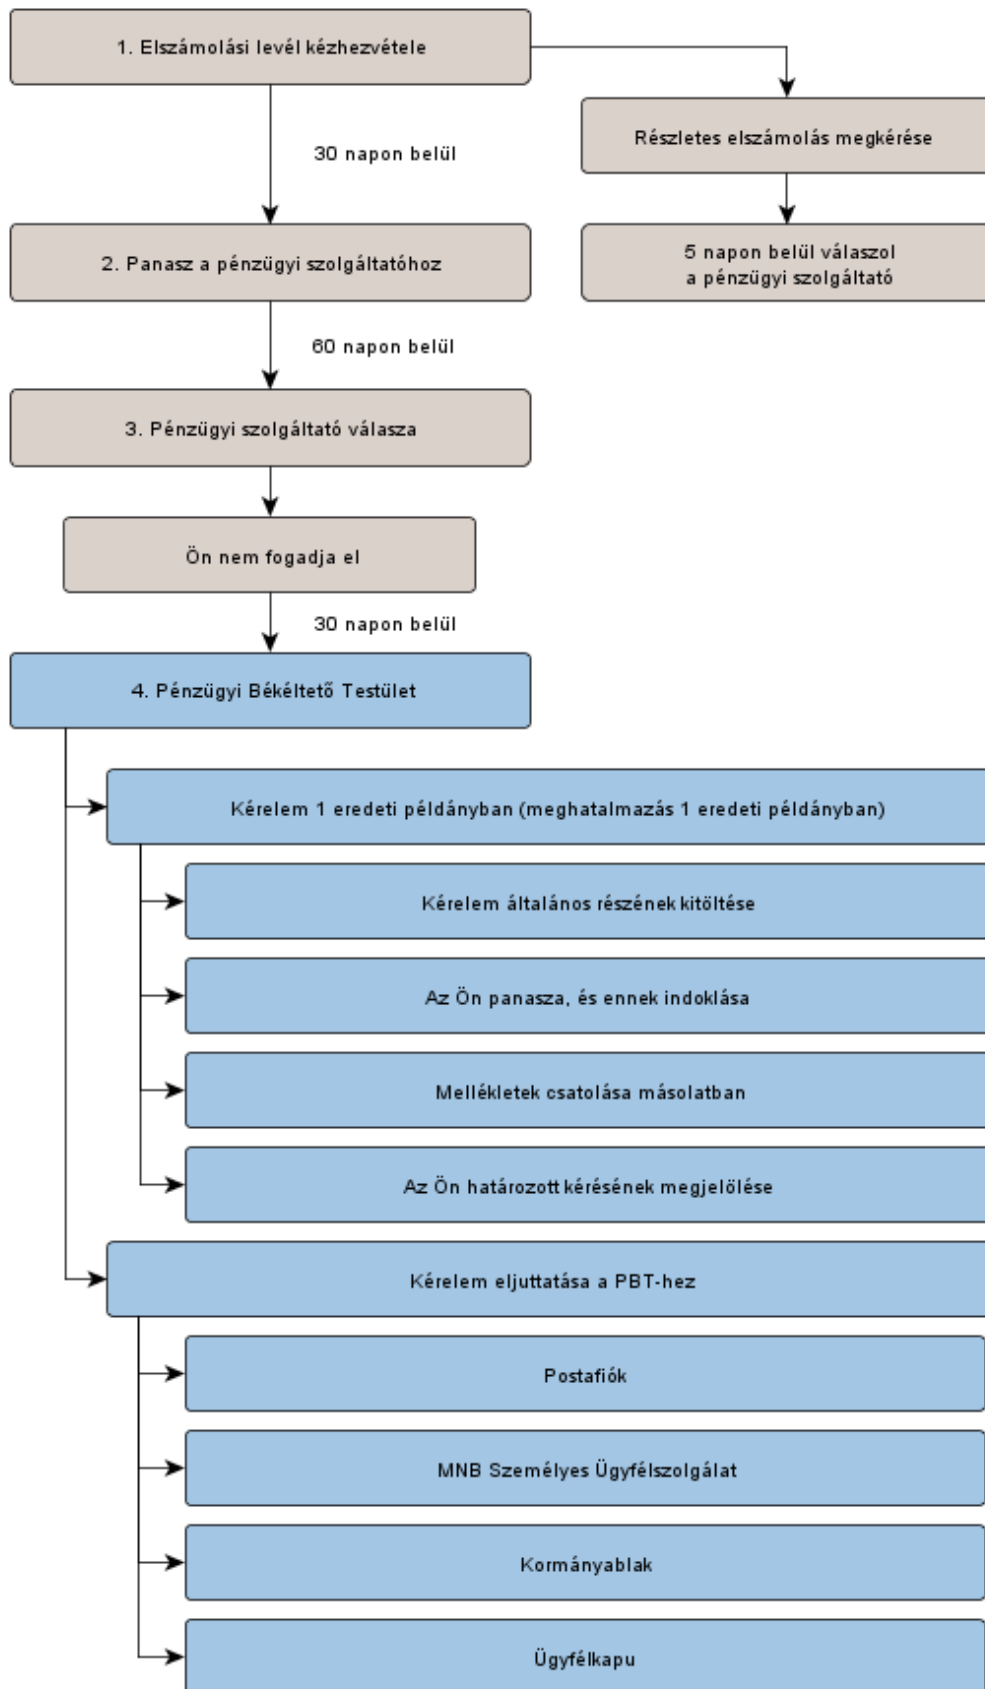 1. Elszámolási levél kézhezvétele
Részletes elszámolás megkérése
30 napon belül
5 napon belül válaszol
a pénzügyi szolgáltató
2. Panasz a pénzügyi szolgáltatóhoz
60 napon belül
3. Pénzügyi szolgáltató válasza
Ön nem fogadja el
30 napon belül
4. Pénzügyi Békéltető Testület
Kérelem 1 eredeti példányban (meghatalmazás 1 eredeti példányban)
Kérelem általános részének kitöltése
Az Ön panasza, és ennek indoklása
Mellékletek csatolása másolatban
Az Ön határozott kérésének megjelölése
Kérelem eljuttatása a PBT-hez
Postafiók
MNB Személyes Ügyfélszolgálat
Kormányablak
Ügyfélkapu